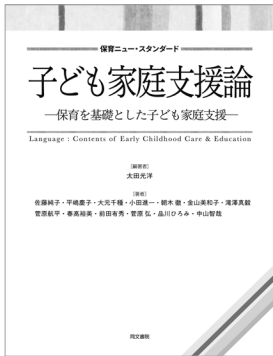 保育ニュー・スタンダード
子ども家庭支援論
―保育を基礎とした子ども家庭支援―
Language : Contents of Early Childhood Care & Education
[編著者]
太田光洋
[著者]
佐藤純子・平嶋慶子・大元千種・小田進一・朝木 徹・金山美和子・滝澤真毅
菅原航平・春高裕美・前田有秀・菅原 弘・品川ひろみ・中山智哉
同文書院